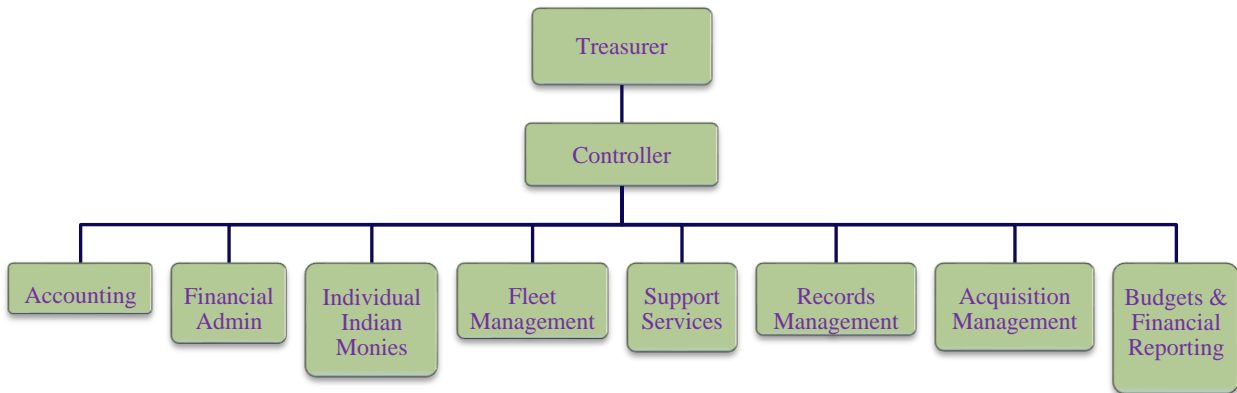 Treasurer
Controller
Accounting
Financial
Admin
Individual
Indian
Monies
Fleet
Management
Support
Services
Records
Management
Acquisition
Management
Budgets &
Financial
Reporting